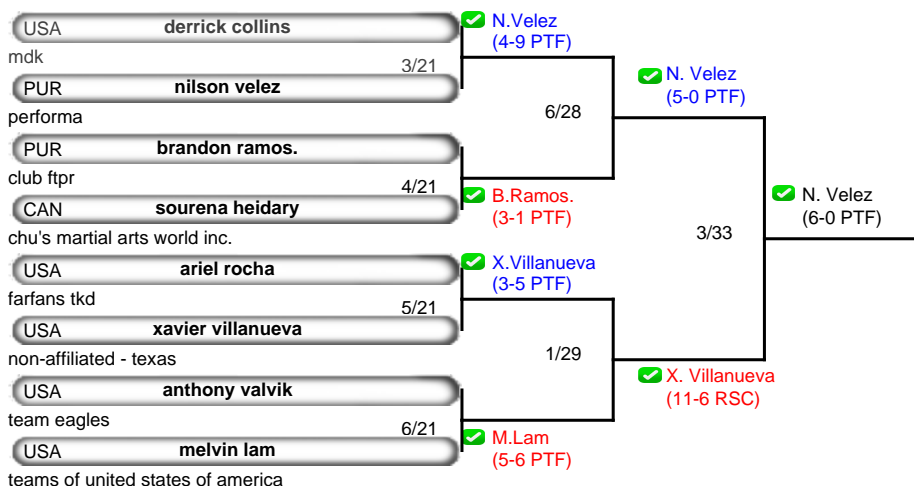 USA derrick collins
mdk
3/21
PUR nilson velez
performa
PUR brandon ramos.
club ftpr
4/21
CAN sourena heidary
chu's martial arts world inc.
USA ariel rocha
farfans tkd
5/21
USA xavier villanueva
non-affiliated - texas
USA anthony valvik
team eagles
6/21
USA melvin lam
teams of united states of america
N.Velez
(4-9 PTF)
6/28
B.Ramos.
(3-1 PTF)
X.Villanueva
(3-5 PTF)
1/29
M.Lam
(5-6 PTF)
N. Velez
(5-0 PTF)
3/33
X. Villanueva
(11-6 RSC)
N. Velez
(6-0 PTF)